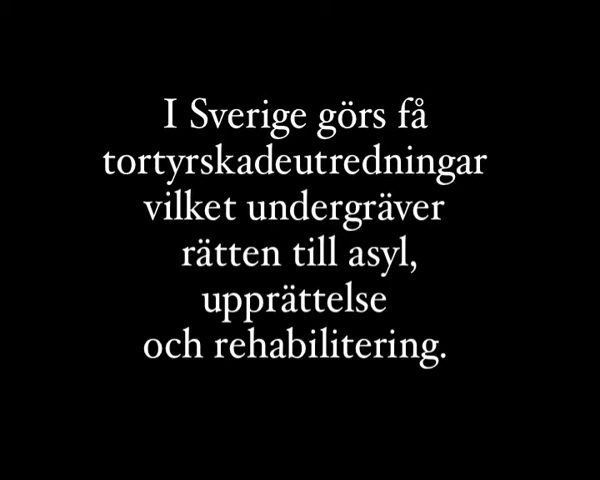 I Sverige görs få
tortyrskadeutredningar
vilket undergräver
rätten till asyl,
upprättelse
och rehabilitering.